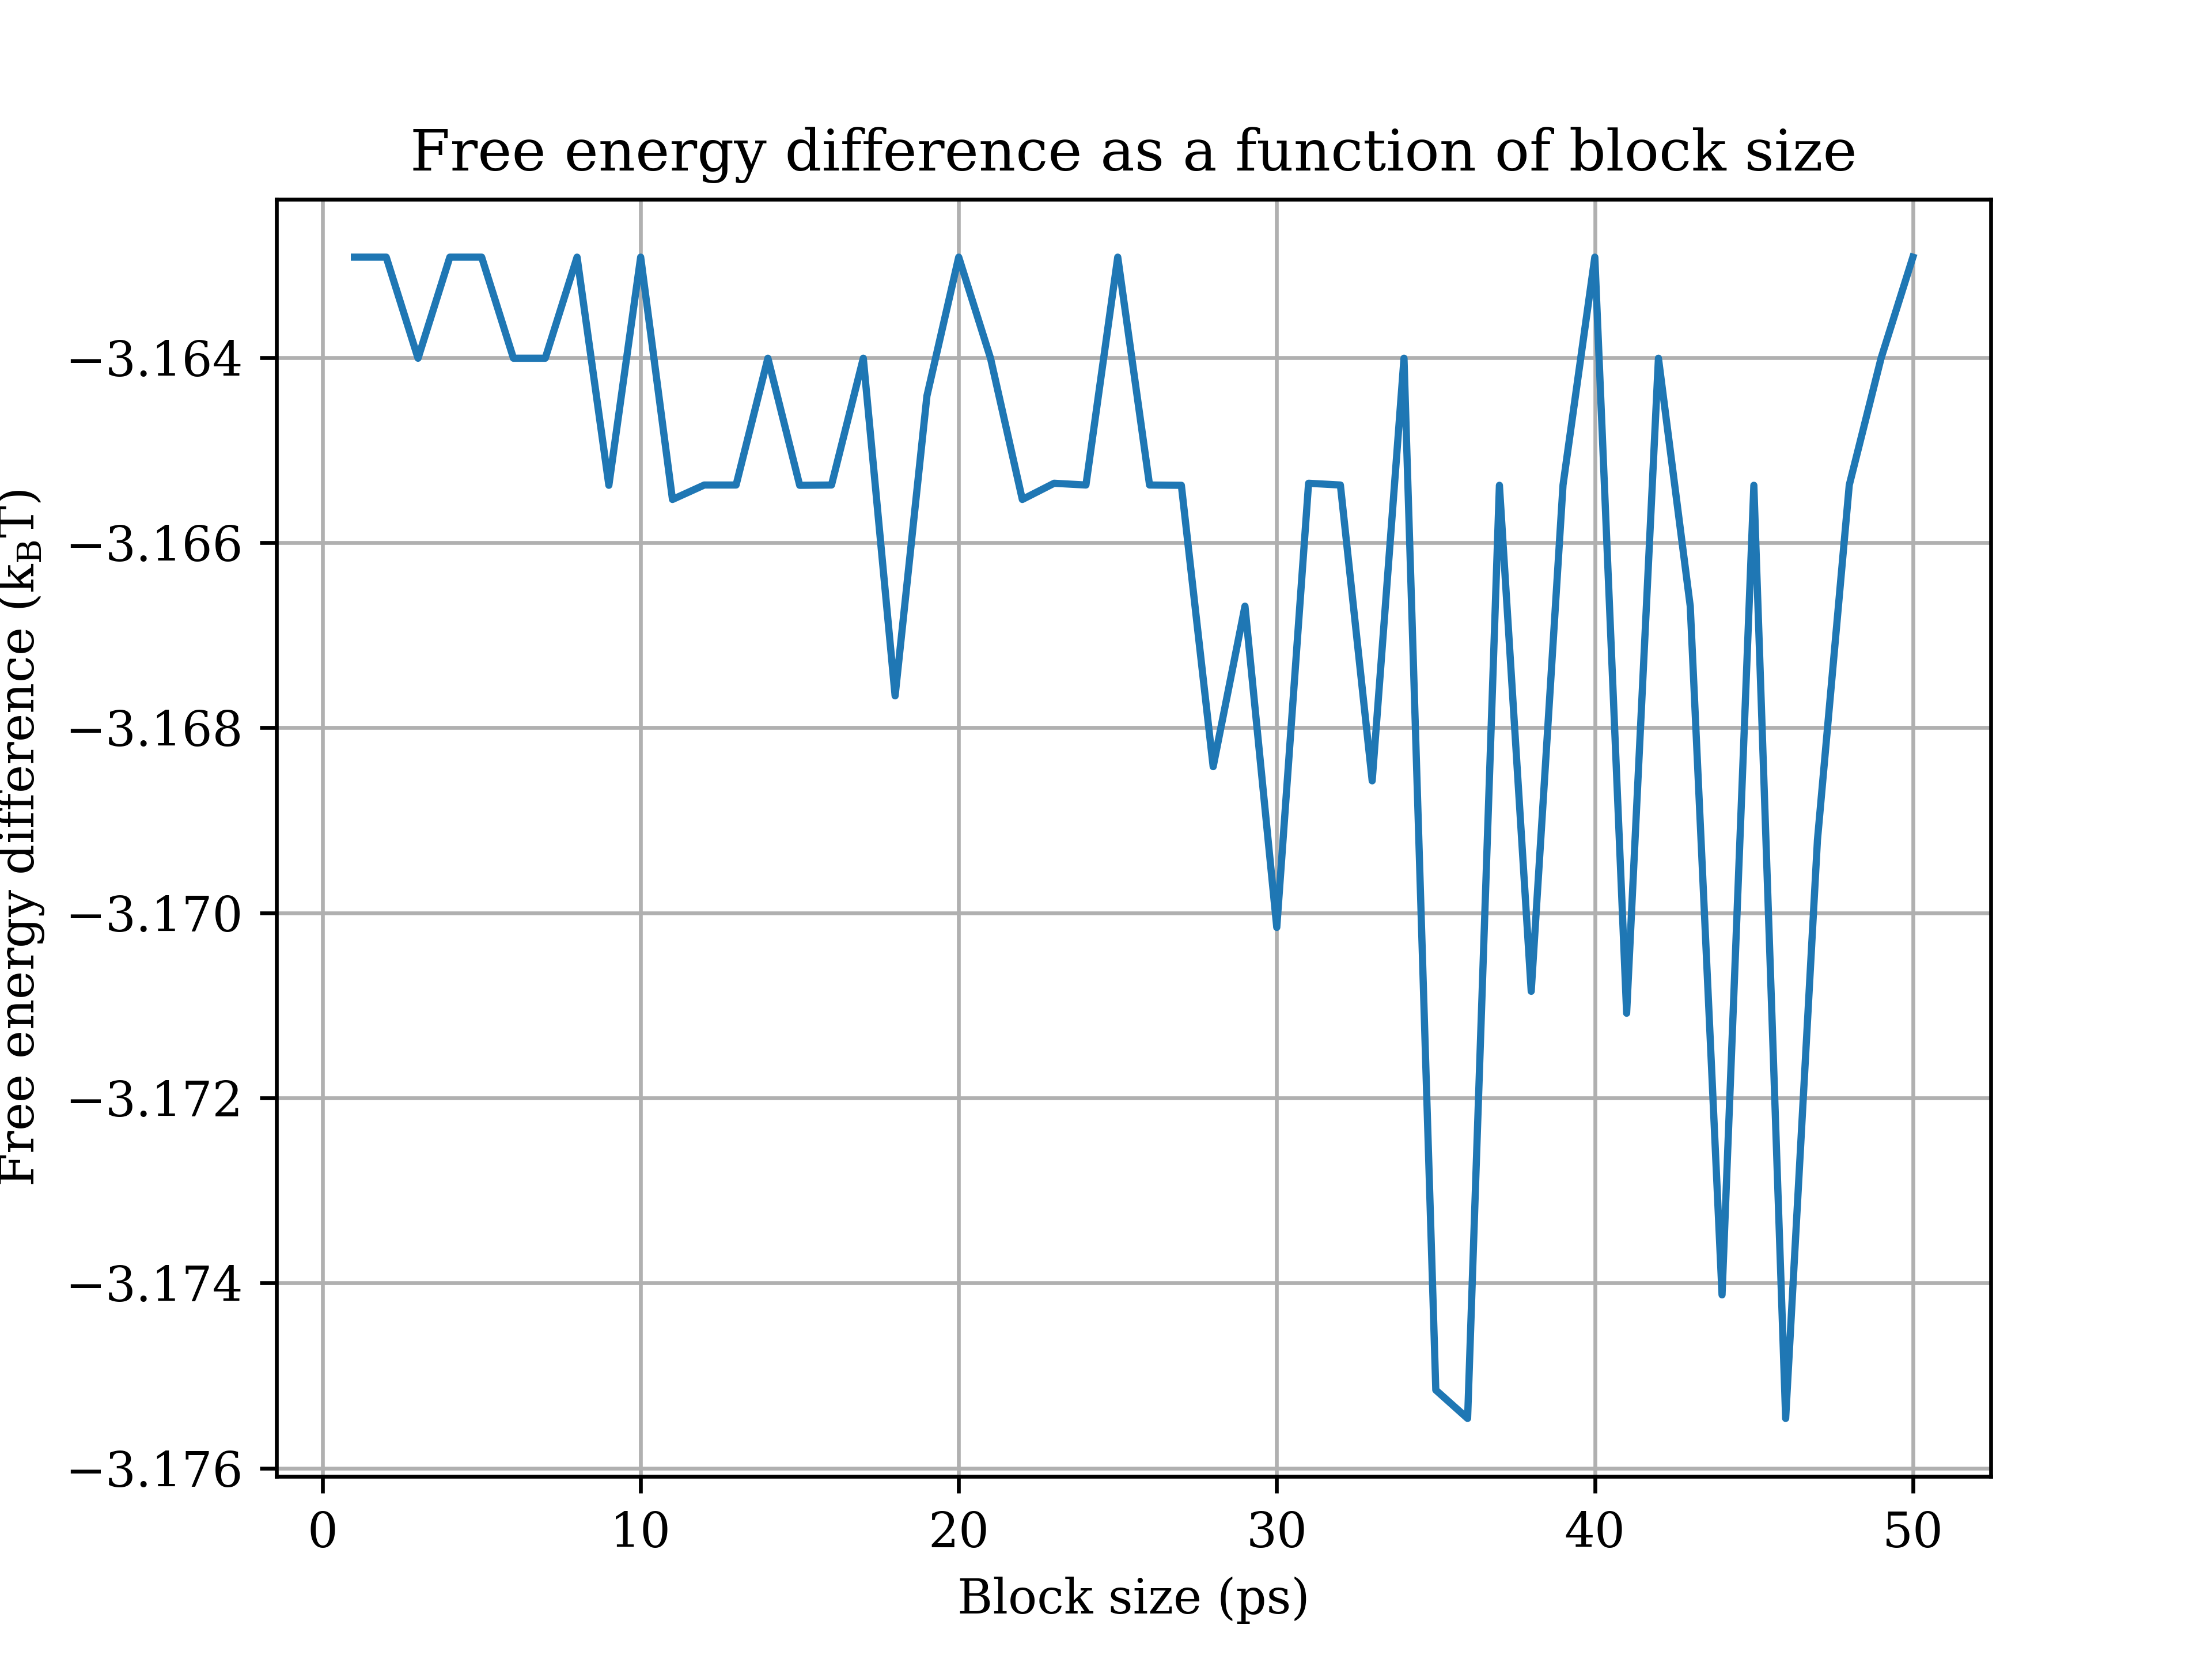 Free energy difference as a function of block size
Free energy difference (k_BT)
−3.164
−3.166
−3.168
−3.170
−3.172
−3.174
−3.176
0 10 20 30 40 50
Block size (ps)